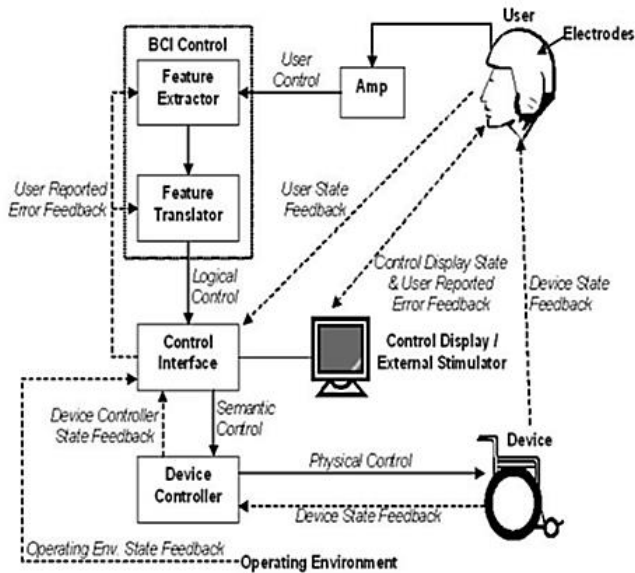 User
Electrodes
BCI Control
User
Control
Amp
Feature
Extractor
User Reported
Error Feedback
Feature
Translator
User State
Feedback
Logical
Control
Control Display State
& User Reported
Error Feedback
Device State
Feedback
Control
Interface
Control Display /
External Stimulator
Device Controller
State Feedback
Semantic
Control
Device
Device
Controller
Physical Control
Device State Feedback
Operating Env. State Feedback
Operating Environment